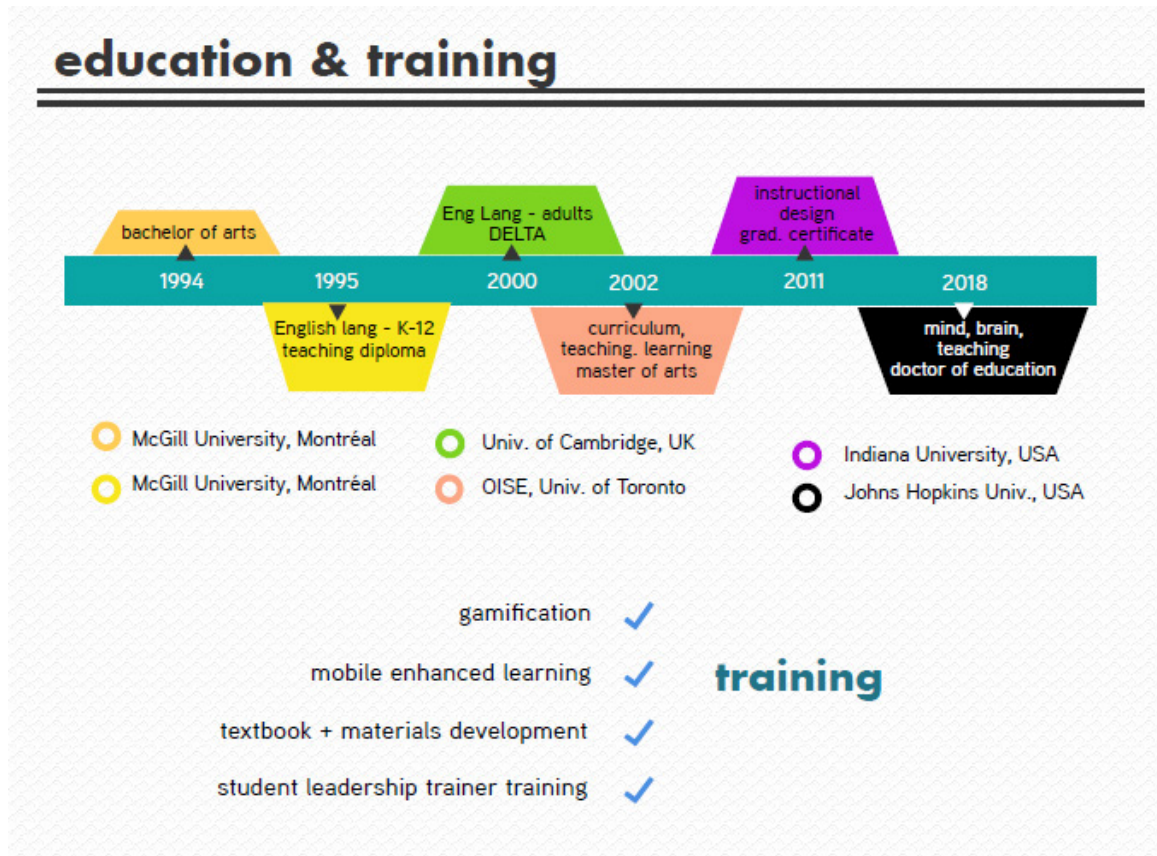 education & training
bachelor of arts
Eng Lang - adults
DELTA
instructional
design
grad. certificate
1994
1995
2000
2002
2011
2018
English lang - K-12
teaching diploma
curriculum,
teaching. learning
master of arts
mind, brain,
teaching
doctor of education
McGill University, Montréal
McGill University, Montréal
Univ. of Cambridge, UK
OISE, Univ. of Toronto
Indiana University, USA
Johns Hopkins Univ., USA
gamification
mobile enhanced learning
textbook + materials development
student leadership trainer training
training